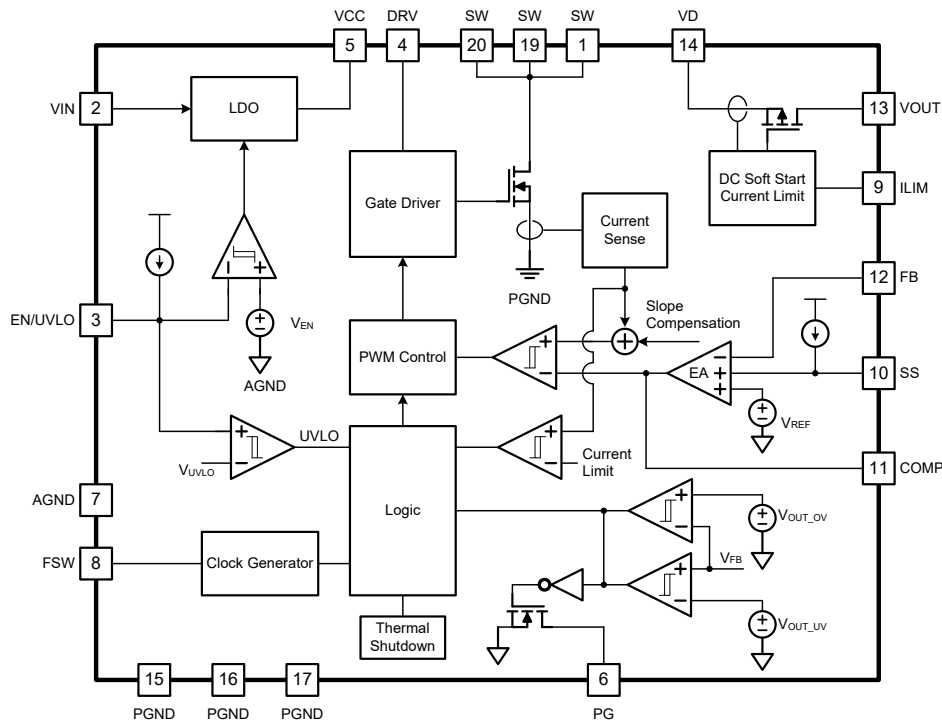 VCC DRV SW SW SW VD
5 4 20 19 1 14
VIN 2
LDO
13 VOUT
DC Soft Start
Current Limit
9 ILIM
Gate Driver
Current
Sense
PGND
12 FB
Slope
Compensation
EN/UVLO 3
- +
VEN
AGND
PWM Control
+
-
+
EA
-
+
+
10 SS
VREF
UVLO
+
-
VUVLO
+
-
Current
Limit
11 COMP
AGND 7
Logic
+
-
VOUT_OV
FSW 8
Clock Generator
VFB
+
-
VOUT_UV
Thermal
Shutdown
15 16 17 6
PGND PGND PGND PG